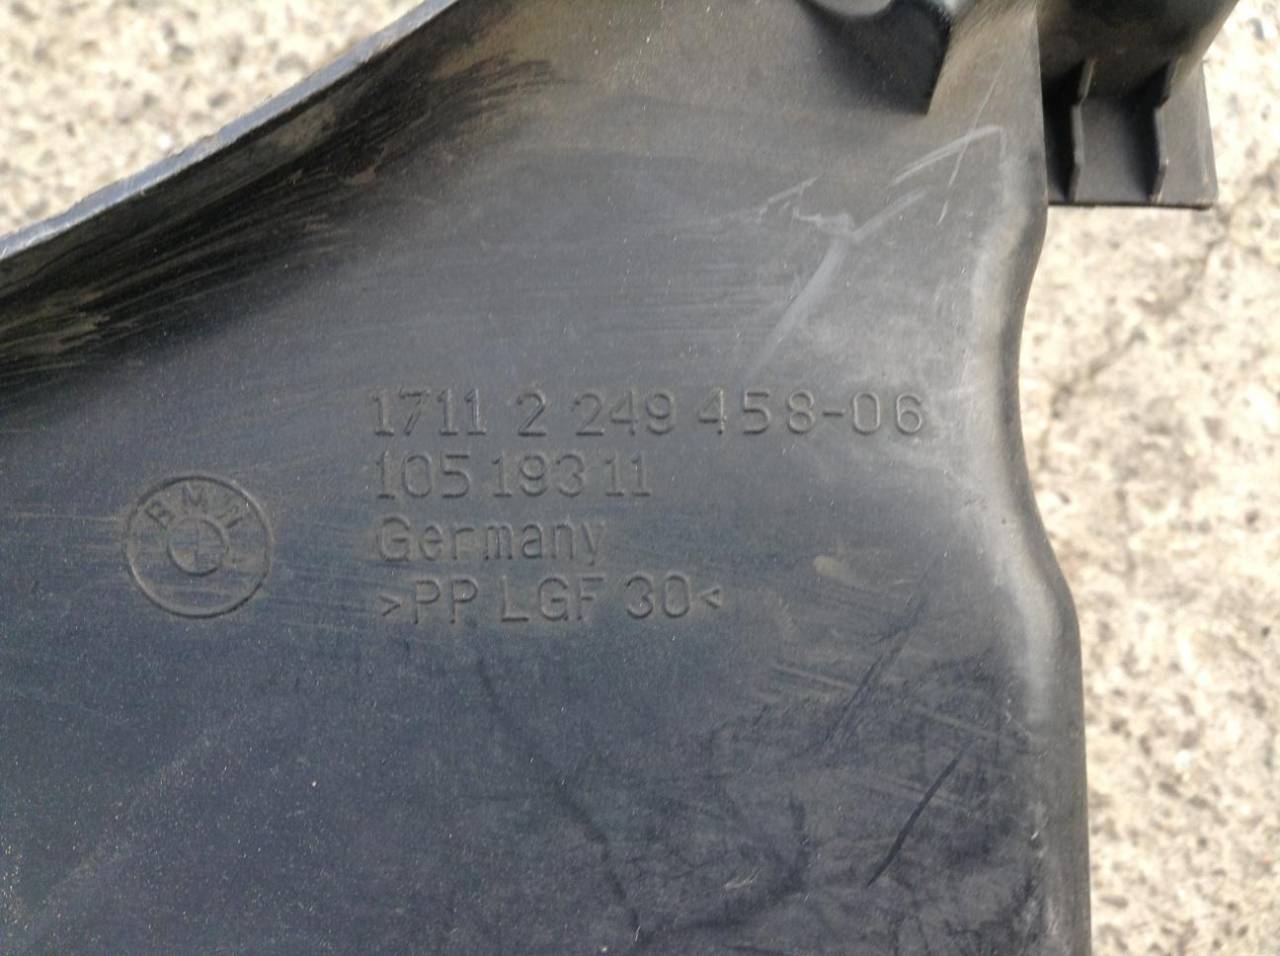 1711 2 249 458-06
105 193 11
Germany
>PP LGF 30<
BMW